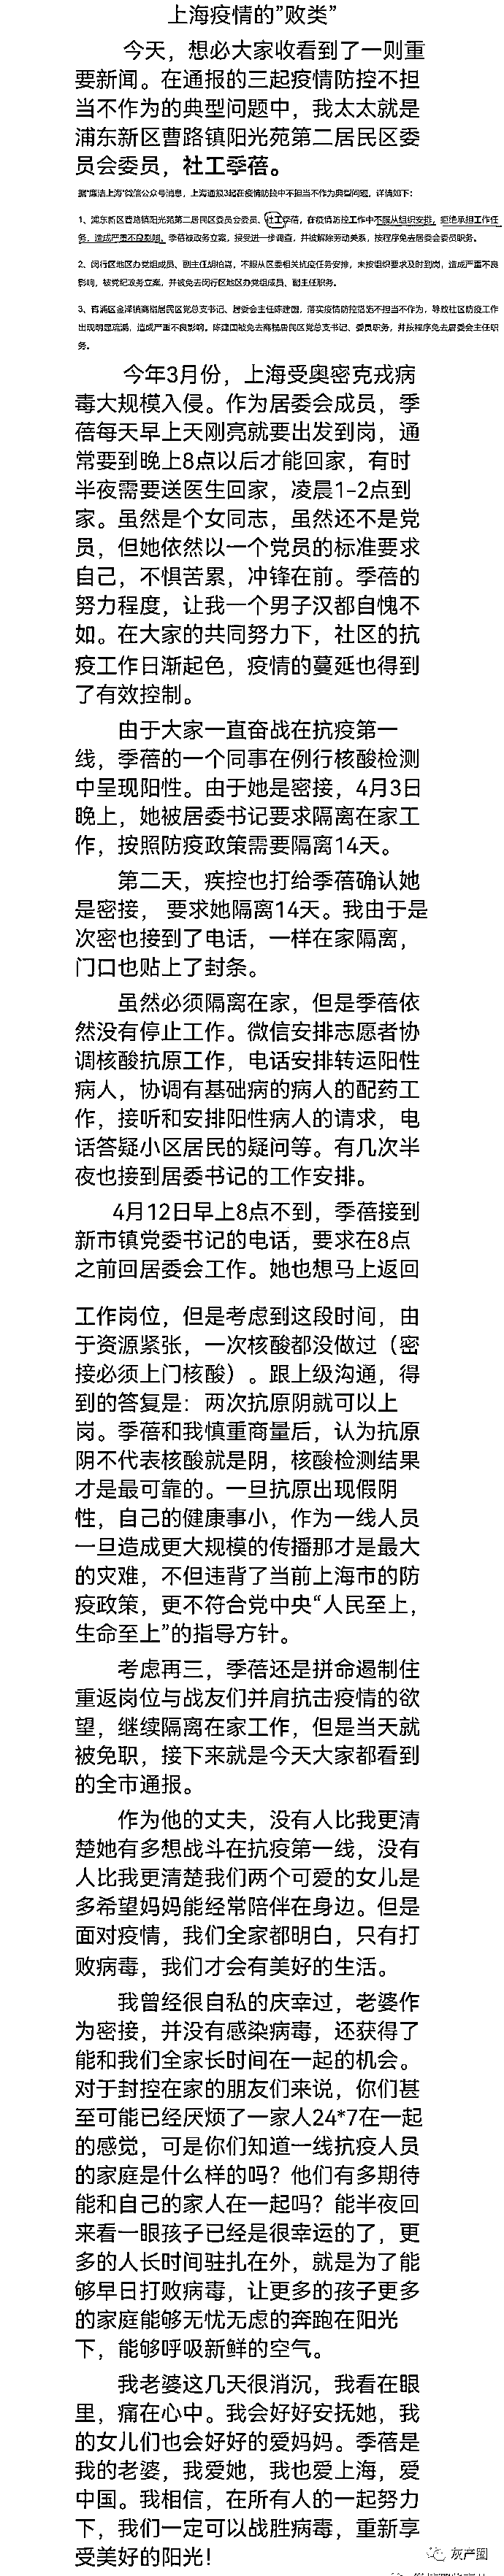 上海疫情的”败类”
今天，想必大家收看到了一则重
要新闻。在通报的三起疫情防控不担
当不作为的典型问题中，我太太就是
浦东新区曹路镇阳光苑第二居民区委
员会委员，社工季蓓。
据“廉洁上海”微信公众号消息，上海通报3起在疫情防控中不担当不作为典型问题，详情如下：
1、浦东新区曹路镇阳光苑第二居民区委员会委员、社工季蓓，在疫情防控工作中不服从组织安排，拒绝承担工作任
务，造成严重不良影响。季蓓被政务立案，接受进一步调查，并被解除劳动关系，按程序免去居委会委员职务。
2、闵行区地区办党组成员、副主任胡柏嵩，不服从区委相关抗疫任务安排，未按组织要求及时到岗，造成严重不良
影响，被党纪政务立案，并被免去闵行区地区办党组成员、副主任职务。
3、青浦区金泽镇商榻居民区党总支书记、居委会主任陈建国，落实疫情防控措施不担当不作为，导致社区防疫工作
出现明显疏漏，造成严重不良影响。陈建国被免去商榻居民区党总支书记、委员职务，并按程序免去居委会主任职
务。
今年3月份，上海受奥密克戎病
毒大规模入侵。作为居委会成员，季
蓓每天早上天刚亮就要出发到岗，通
常要到晚上8点以后才能回家，有时
半夜需要送医生回家，凌晨1-2点到
家。虽然是个女同志，虽然还不是党
员，但她依然以一个党员的标准要求
自己，不惧苦累，冲锋在前。季蓓的
努力程度，让我一个男子汉都自愧不
如。在大家的共同努力下，社区的抗
疫工作日渐起色，疫情的蔓延也得到
了有效控制。
由于大家一直奋战在抗疫第一
线，季蓓的一个同事在例行核酸检测
中呈现阳性。由于她是密接，4月3日
晚上，她被居委书记要求隔离在家工
作，按照防疫政策需要隔离14天。
第二天，疾控也打给季蓓确认她
是密接， 要求她隔离14天。我由于是
次密也接到了电话，一样在家隔离，
门口也贴上了封条。
虽然必须隔离在家，但是季蓓依
然没有停止工作。微信安排志愿者协
调核酸抗原工作，电话安排转运阳性
病人，协调有基础病的病人的配药工
作，接听和安排阳性病人的请求，电
话答疑小区居民的疑问等。有几次半
夜也接到居委书记的工作安排。
4月12日早上8点不到，季蓓接到
新市镇党委书记的电话，要求在8点
之前回居委会工作。她也想马上返回
工作岗位，但是考虑到这段时间，由
于资源紧张，一次核酸都没做过（密
接必须上门核酸）。跟上级沟通，得
到的答复是：两次抗原阴就可以上
岗。季蓓和我慎重商量后，认为抗原
阴不代表核酸就是阴，核酸检测结果
才是最可靠的。一旦抗原出现假阴
性，自己的健康事小，作为一线人员
一旦造成更大规模的传播那才是最大
的灾难，不但违背了当前上海市的防
疫政策，更不符合党中央“人民至上，
生命至上”的指导方针。
考虑再三，季蓓还是拼命遏制住
重返岗位与战友们并肩抗击疫情的欲
望，继续隔离在家工作，但是当天就
被免职，接下来就是今天大家都看到
的全市通报。
作为他的丈夫，没有人比我更清
楚她有多想战斗在抗疫第一线，没有
人比我更清楚我们两个可爱的女儿是
多希望妈妈能经常陪伴在身边。但是
面对疫情，我们全家都明白，只有打
败病毒，我们才会有美好的生活。
我曾经很自私的庆幸过，老婆作
为密接，并没有感染病毒，还获得了
能和我们全家长时间在一起的机会。
对于封控在家的朋友们来说，你们甚
至可能已经厌烦了一家人24*7在一起
的感觉，可是你们知道一线抗疫人员
的家庭是什么样的吗？他们有多期待
能和自己的家人在一起吗？能半夜回
来看一眼孩子已经是很幸运的了，更
多的人长时间驻扎在外，就是为了能
够早日打败病毒，让更多的孩子更多
的家庭能够无忧无虑的奔跑在阳光
下，能够呼吸新鲜的空气。
我老婆这几天很消沉，我看在眼
里，痛在心中。我会好好安抚她，我
的女儿们也会好好的爱妈妈。季蓓是
我的老婆，我爱她，我也爱上海，爱
中国。我相信，在所有人的一起努力
下，我们一定可以战胜病毒，重新享
受美好的阳光！
灰产圈